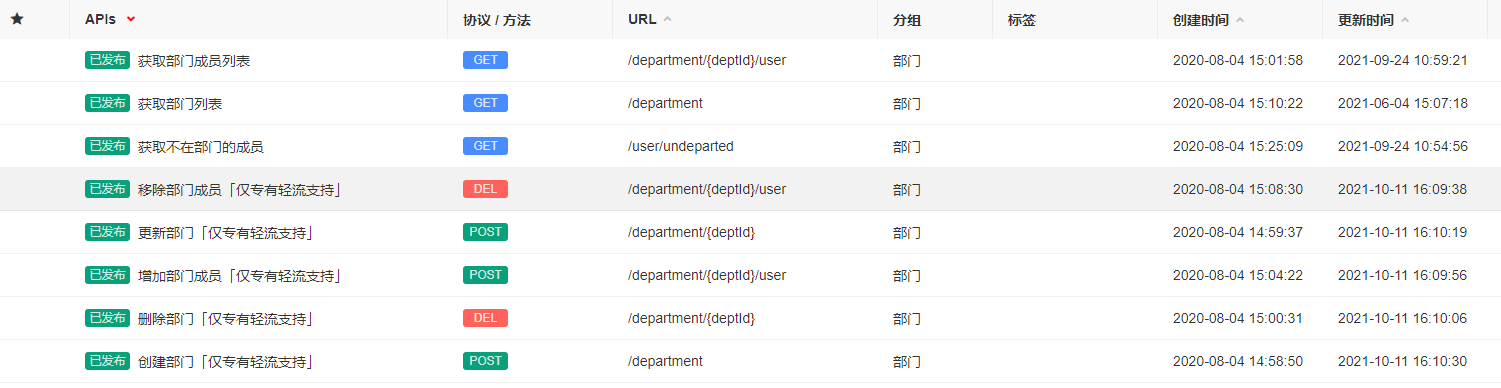 ★ APIs 协议 / 方法 URL 分组 标签 创建时间 更新时间
已发布 获取部门成员列表 GET /department/{deptId}/user 部门 2020-08-04 15:01:58 2021-09-24 10:59:21
已发布 获取部门列表 GET /department 部门 2020-08-04 15:10:22 2021-06-04 15:07:18
已发布 获取不在部门的成员 GET /user/undeparted 部门 2020-08-04 15:25:09 2021-09-24 10:54:56
已发布 移除部门成员「仅专有轻流支持」 DEL /department/{deptId}/user 部门 2020-08-04 15:08:30 2021-10-11 16:09:38
已发布 更新部门「仅专有轻流支持」 POST /department/{deptId} 部门 2020-08-04 14:59:37 2021-10-11 16:10:19
已发布 增加部门成员「仅专有轻流支持」 POST /department/{deptId}/user 部门 2020-08-04 15:04:22 2021-10-11 16:09:56
已发布 删除部门「仅专有轻流支持」 DEL /department/{deptId} 部门 2020-08-04 15:00:31 2021-10-11 16:10:06
已发布 创建部门「仅专有轻流支持」 POST /department 部门 2020-08-04 14:58:50 2021-10-11 16:10:30